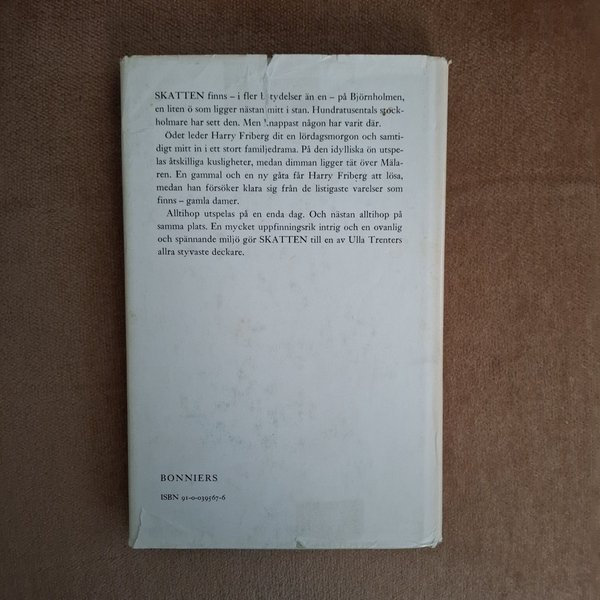 SKATTEN finns – i fler b tydelser än en – på Björnholmen,
en liten ö som ligger nästan mitt i stan. Hundratusentals stock-
holmare har sett den. Men knappast någon har varit där.
Ödet leder Harry Friberg dit en lördagsmorgon och samti-
digt mitt in i ett stort familjedrama. På den idylliska ön utspe-
las åtskilliga kusligheter, medan dimman ligger tät över Mäla-
ren. En gammal och en ny gåta får Harry Friberg att lösa,
medan han försöker klara sig från de listigaste varelser som
finns – gamla damer.
Alltihop utspelas på en enda dag. Och nästan alltihop på
samma plats. En mycket uppfinningsrik intrig och en ovanlig
och spännande miljö gör SKATTEN till en av Ulla Trenters
allra styvaste deckare.
BONNIERS
ISBN 91-0-039567-6